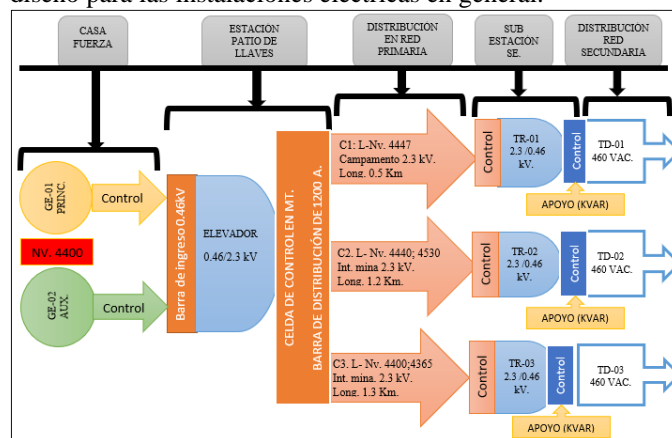 diseño para las instalaciones eléctricas en general.
CASA
FUERZA
ESTACIÓN
PATIO DE
LLAVES
DISTRIBUCIÓN
EN RED
PRIMARIA
SUB
ESTACIÓN
SE.
DISTRIBUCIÓN
RED
SECUNDARIA
GE-01
PRINC.
Control
NV. 4400
GE-02
AUX.
Control
Barra de ingreso 0.46kV
ELEVADOR
0.46/2.3 kV
CELDA DE CONTROL EN MT.
BARRA DE DISTRIBUCIÓN DE 1200 A.
C1: L-Nv. 4447
Campamento 2.3 kV.
Long. 0.5 Km
Control
TR-01
2.3 /0.46
kV.
Control
TD-01
460 VAC.
APOYO (KVAR)
C2. L- Nv. 4440; 4530
Int. mina 2.3 kV.
Long. 1.2 Km.
Control
TR-02
2.3 /0.46
kV.
Control
TD-02
460 VAC.
APOYO (KVAR)
C3. L- Nv. 4400;4365
Int. mina. 2.3 kV.
Long. 1.3 Km.
Control
TR-03
2.3 /0.46
kV.
Control
TD-03
460 VAC.
APOYO (KVAR)